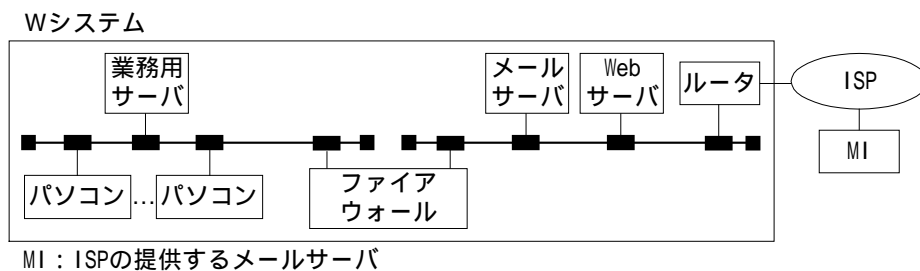 Wシステム
業務用
サーバ
メール
サーバ
Web
サーバ
ルータ
ISP
MI
パソコン...パソコン
ファイア
ウォール
MI：ISPの提供するメールサーバ